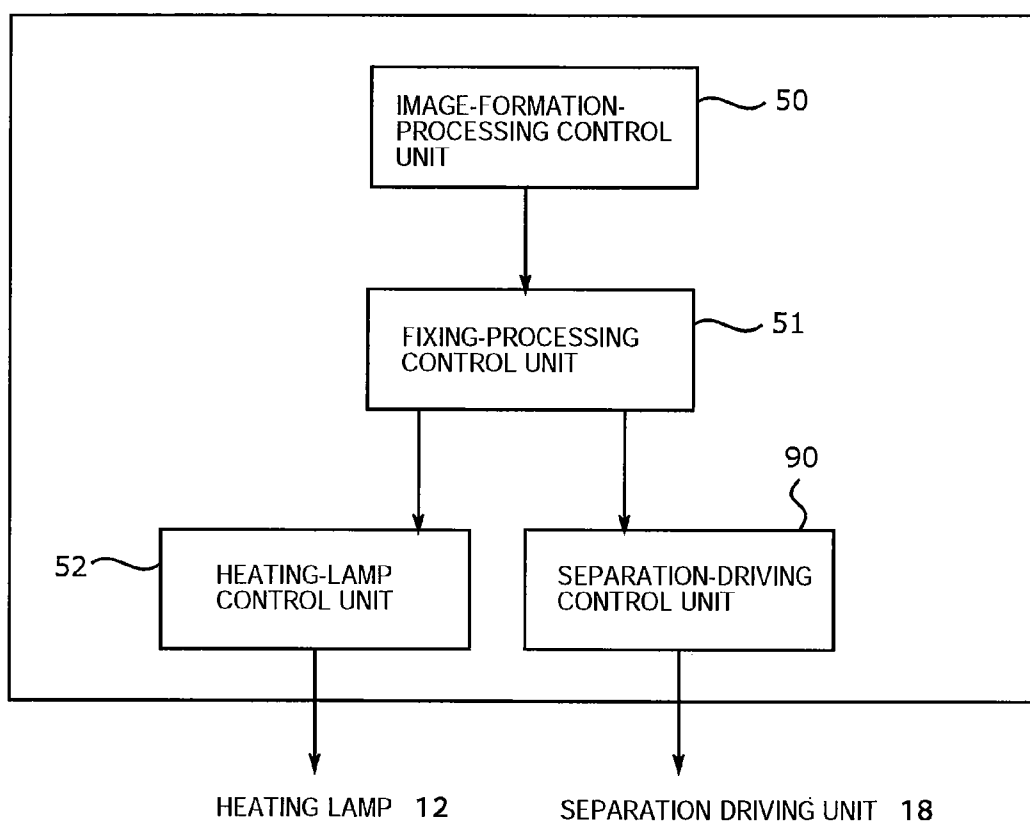 IMAGE-FORMATION-
PROCESSING CONTROL
UNIT
50
FIXING-PROCESSING
CONTROL UNIT
51
90
52
HEATING-LAMP
CONTROL UNIT
SEPARATION-DRIVING
CONTROL UNIT
HEATING LAMP 12
SEPARATION DRIVING UNIT 18